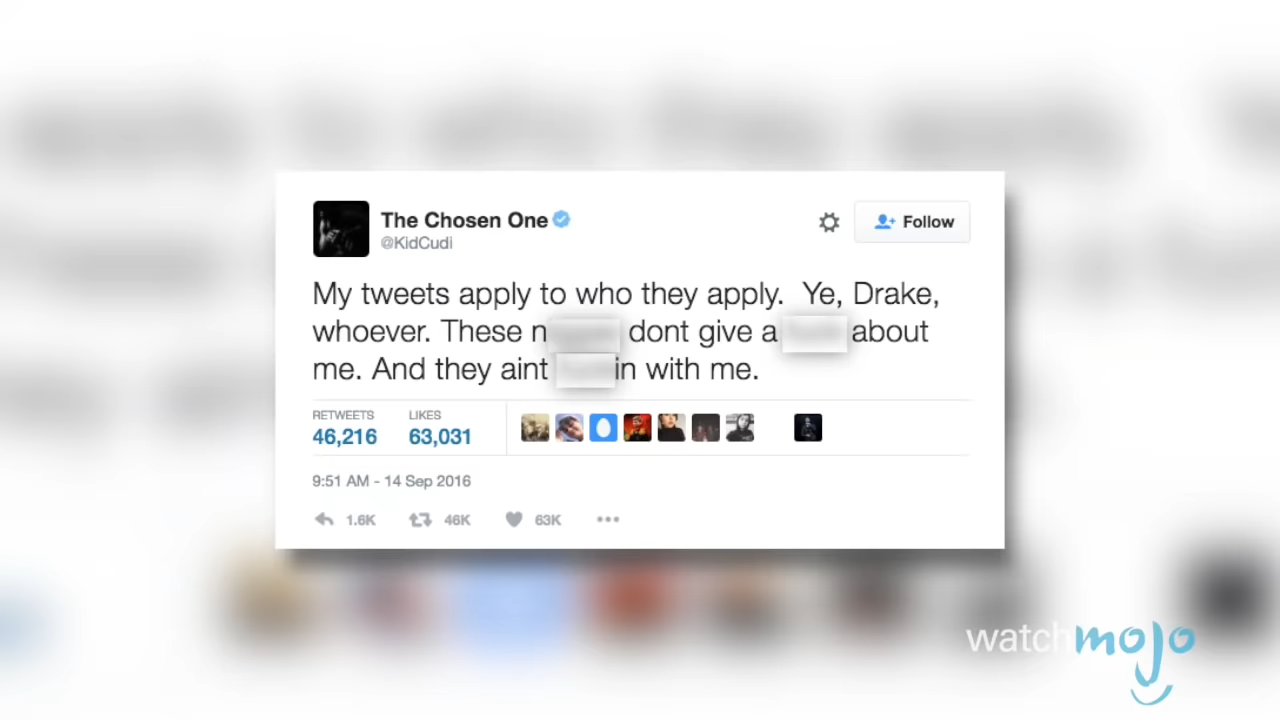 The Chosen One
@KidCudi
Follow
My tweets apply to who they apply. Ye, Drake,
whoever. These n dont give a about
me. And they aint in with me.
RETWEETS LIKES
46,216 63,031
9:51 AM - 14 Sep 2016
1.6K 46K 63K
watchmojo